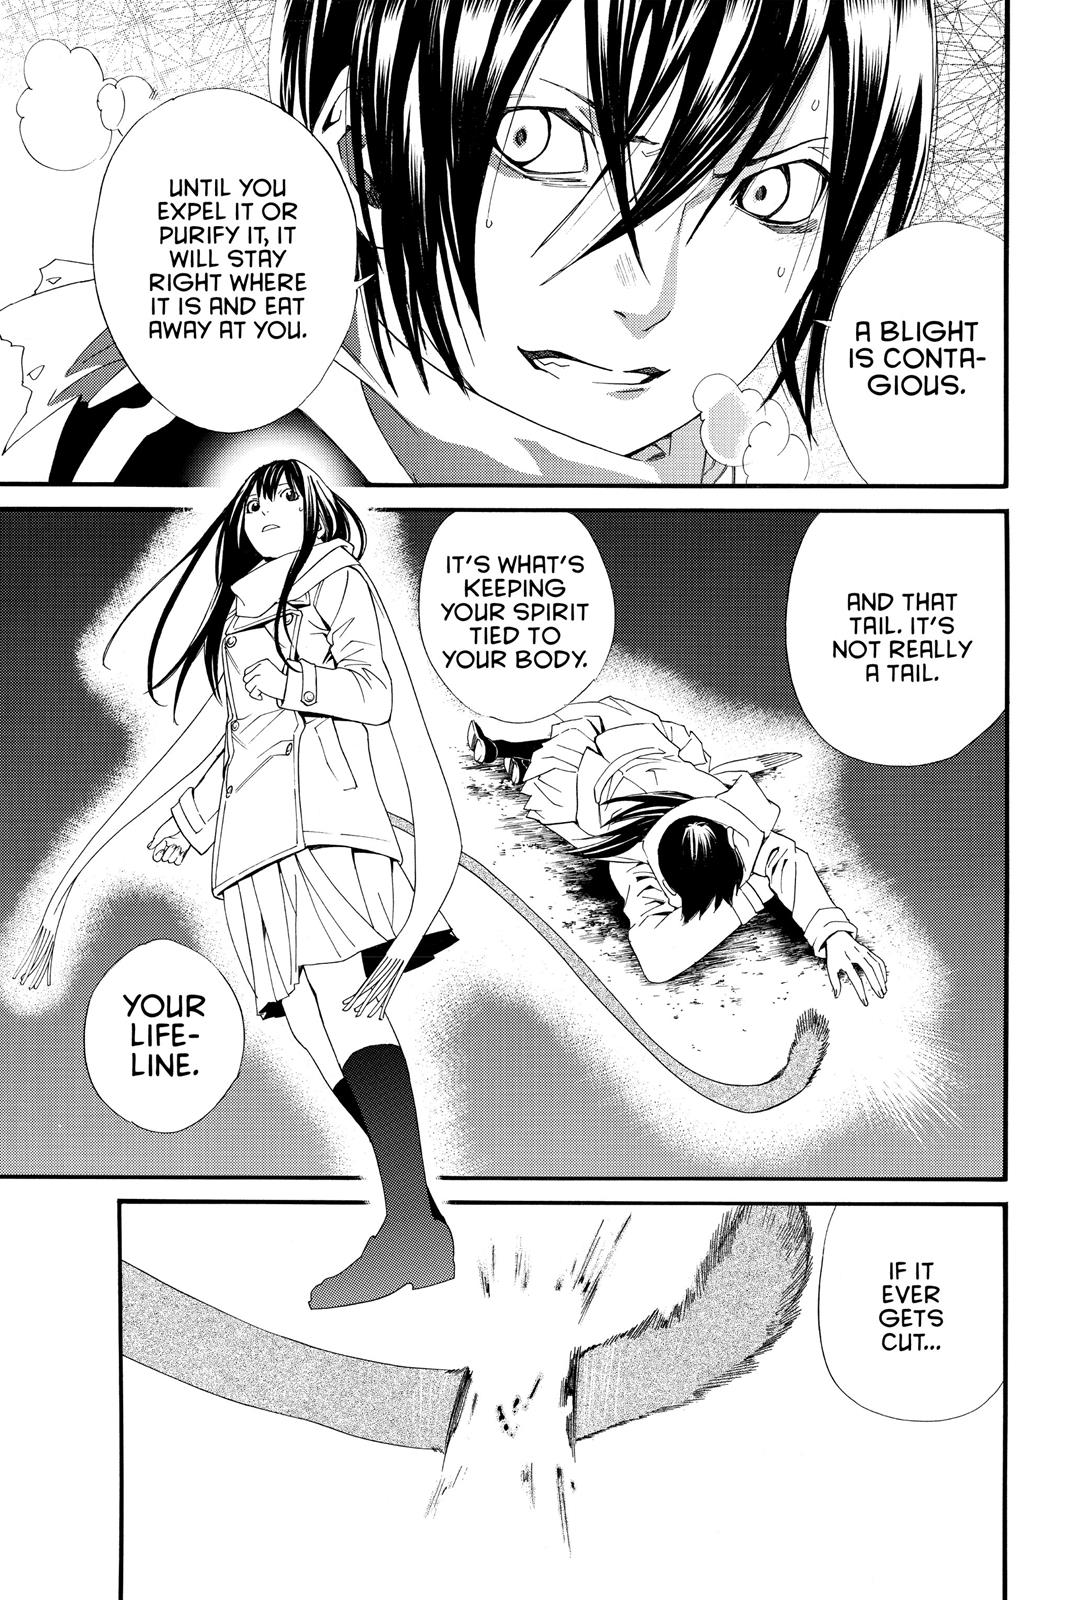 A BLIGHT
IS CONTA-
GIOUS.
UNTIL YOU
EXPEL IT OR
PURIFY IT, IT
WILL STAY
RIGHT WHERE
IT IS AND EAT
AWAY AT YOU.
AND THAT
TAIL. IT'S
NOT REALLY
A TAIL.
IT'S WHAT'S
KEEPING
YOUR SPIRIT
TIED TO
YOUR BODY.
YOUR
LIFE-
LINE.
IF IT
EVER
GETS
CUT...